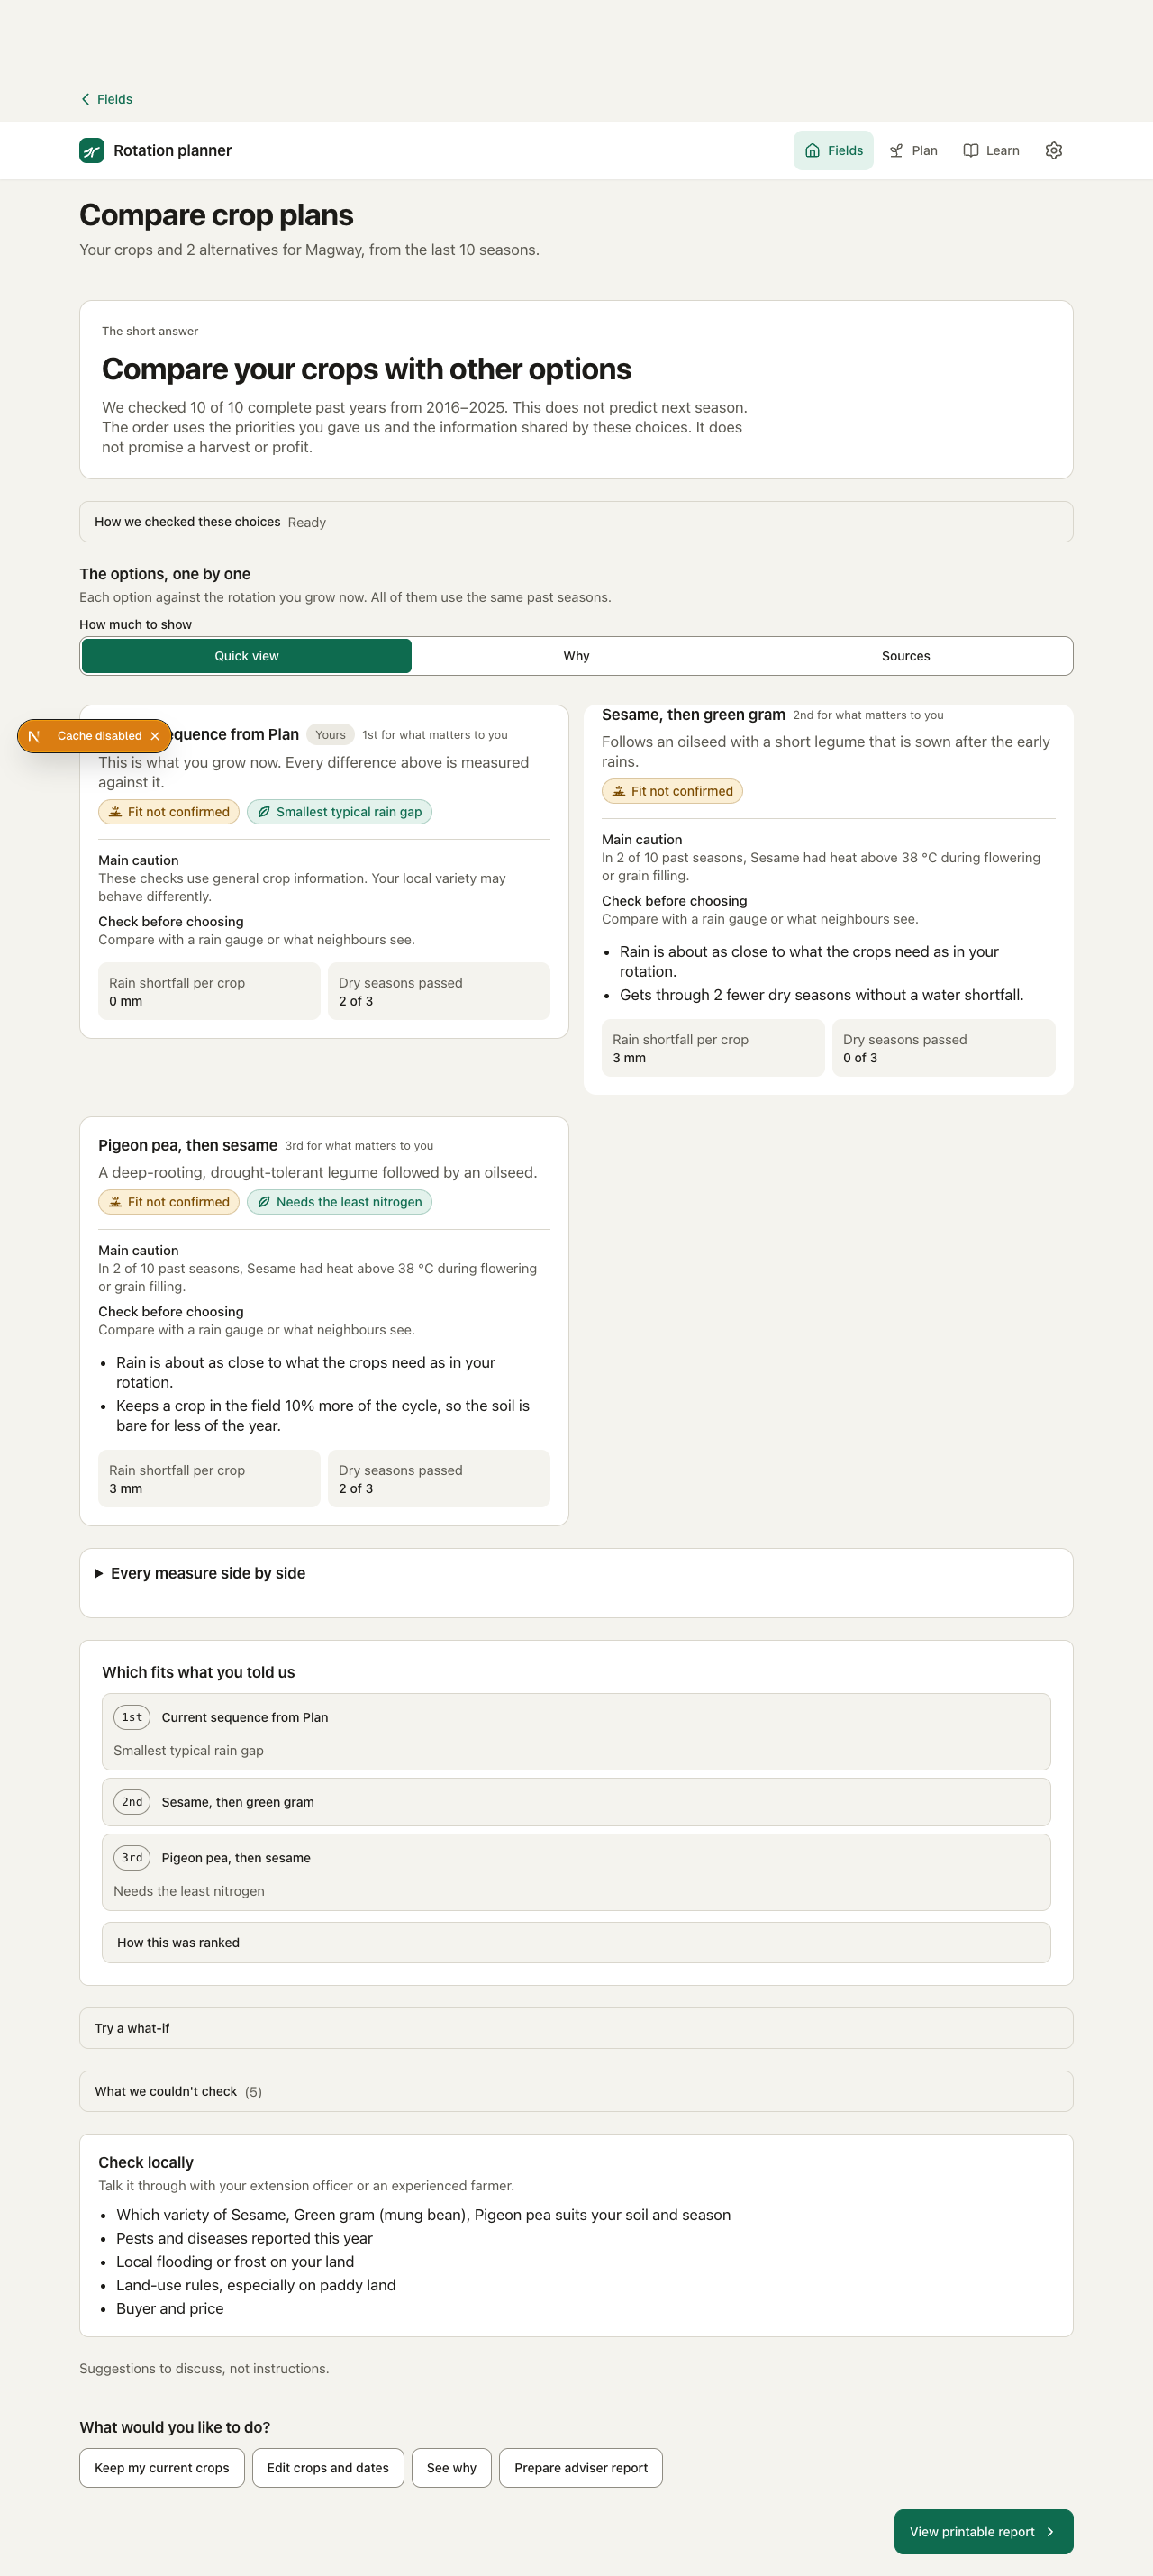 Fields
Rotation planner
Fields
Plan
Learn
Compare crop plans
Your crops and 2 alternatives for Magway, from the last 10 seasons.
The short answer
Compare your crops with other options
We checked 10 of 10 complete past years from 2016–2025. This does not predict next season.
The order uses the priorities you gave us and the information shared by these choices. It does
not promise a harvest or profit.
How we checked these choices Ready
The options, one by one
Each option against the rotation you grow now. All of them use the same past seasons.
How much to show
Quick view
Why
Sources
Cache disabled
equence from Plan Yours 1st for what matters to you
This is what you grow now. Every difference above is measured
against it.
Fit not confirmed
Smallest typical rain gap
Main caution
These checks use general crop information. Your local variety may
behave differently.
Check before choosing
Compare with a rain gauge or what neighbours see.
Rain shortfall per crop
0 mm
Dry seasons passed
2 of 3
Sesame, then green gram 2nd for what matters to you
Follows an oilseed with a short legume that is sown after the early
rains.
Fit not confirmed
Main caution
In 2 of 10 past seasons, Sesame had heat above 38 °C during flowering
or grain filling.
Check before choosing
Compare with a rain gauge or what neighbours see.
• Rain is about as close to what the crops need as in your
rotation.
• Gets through 2 fewer dry seasons without a water shortfall.
Rain shortfall per crop
3 mm
Dry seasons passed
0 of 3
Pigeon pea, then sesame 3rd for what matters to you
A deep-rooting, drought-tolerant legume followed by an oilseed.
Fit not confirmed
Needs the least nitrogen
Main caution
In 2 of 10 past seasons, Sesame had heat above 38 °C during flowering
or grain filling.
Check before choosing
Compare with a rain gauge or what neighbours see.
• Rain is about as close to what the crops need as in your
rotation.
• Keeps a crop in the field 10% more of the cycle, so the soil is
bare for less of the year.
Rain shortfall per crop
3 mm
Dry seasons passed
2 of 3
Every measure side by side
Which fits what you told us
1st Current sequence from Plan
Smallest typical rain gap
2nd Sesame, then green gram
3rd Pigeon pea, then sesame
Needs the least nitrogen
How this was ranked
Try a what-if
What we couldn't check (5)
Check locally
Talk it through with your extension officer or an experienced farmer.
• Which variety of Sesame, Green gram (mung bean), Pigeon pea suits your soil and season
• Pests and diseases reported this year
• Local flooding or frost on your land
• Land-use rules, especially on paddy land
• Buyer and price
Suggestions to discuss, not instructions.
What would you like to do?
Keep my current crops
Edit crops and dates
See why
Prepare adviser report
View printable report